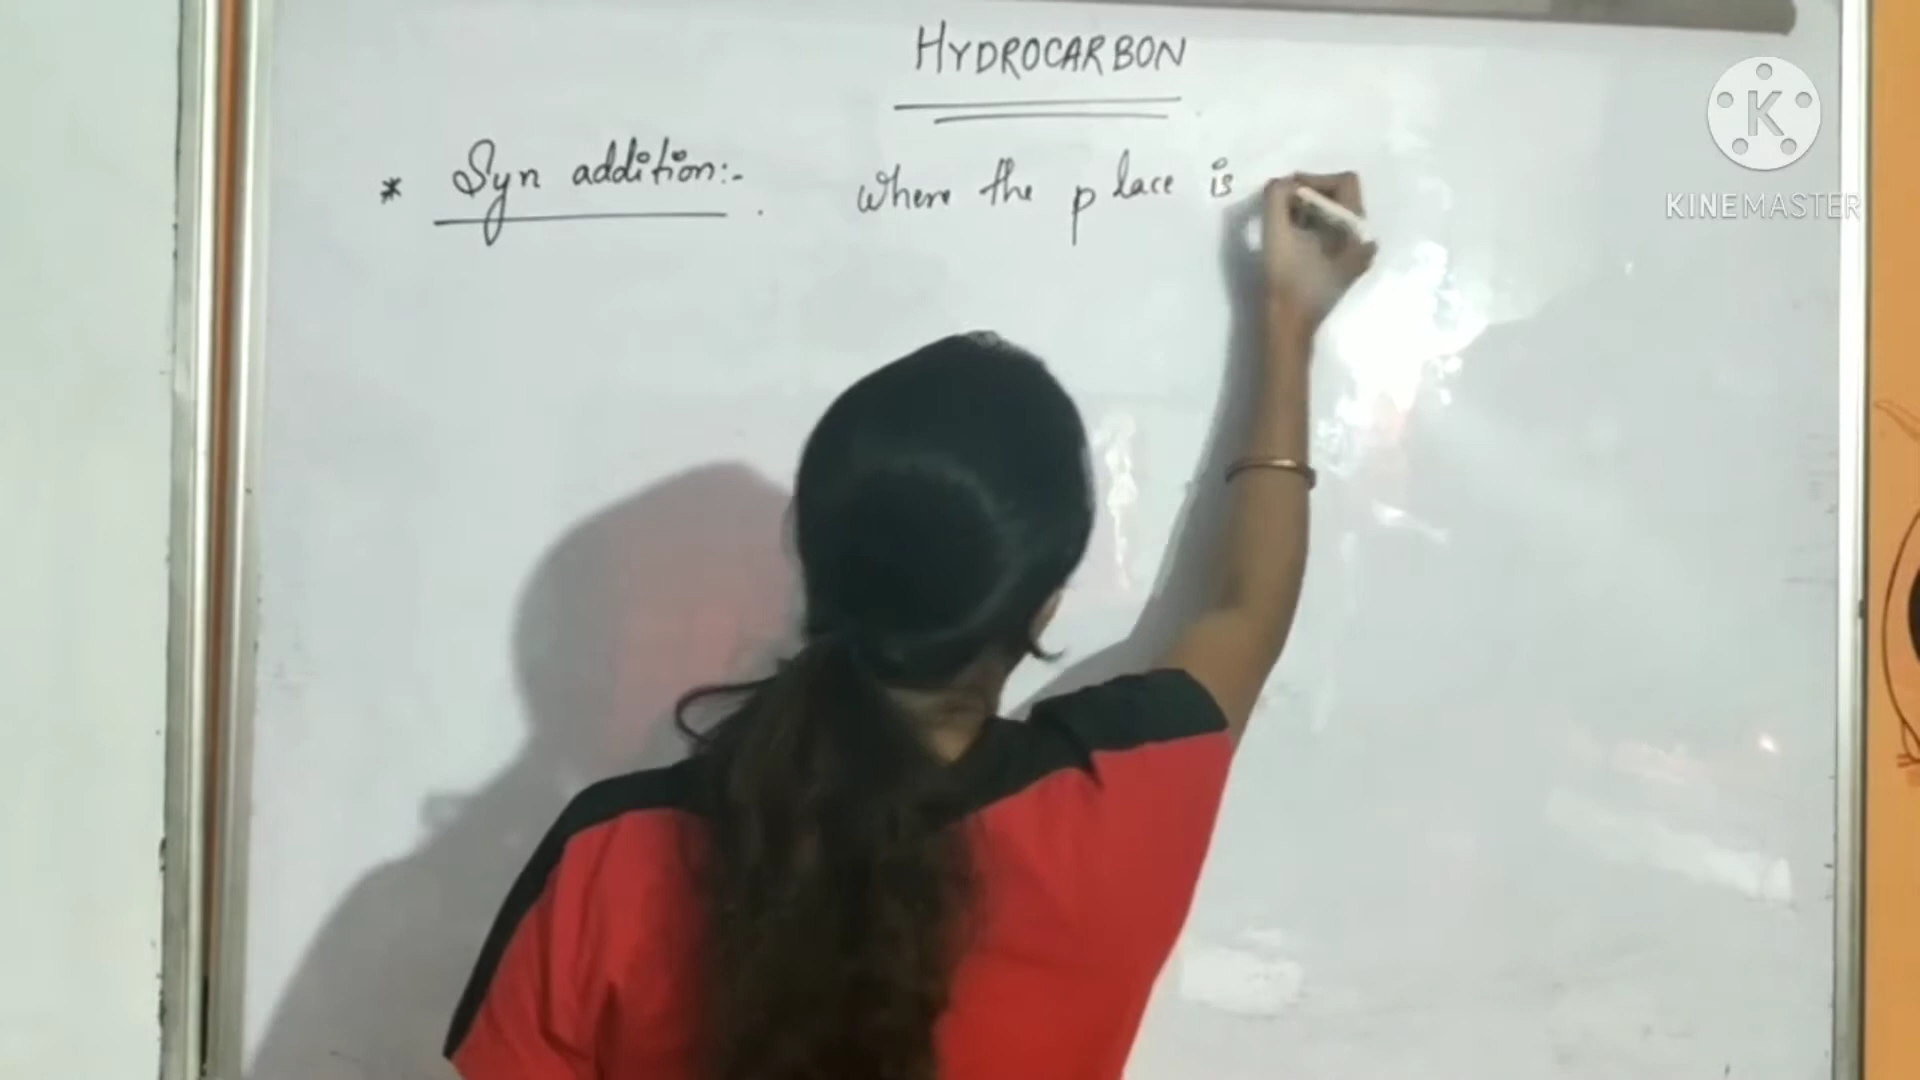 HYDROCARBON
* Syn addition:- where the place is
K
KINEMASTER